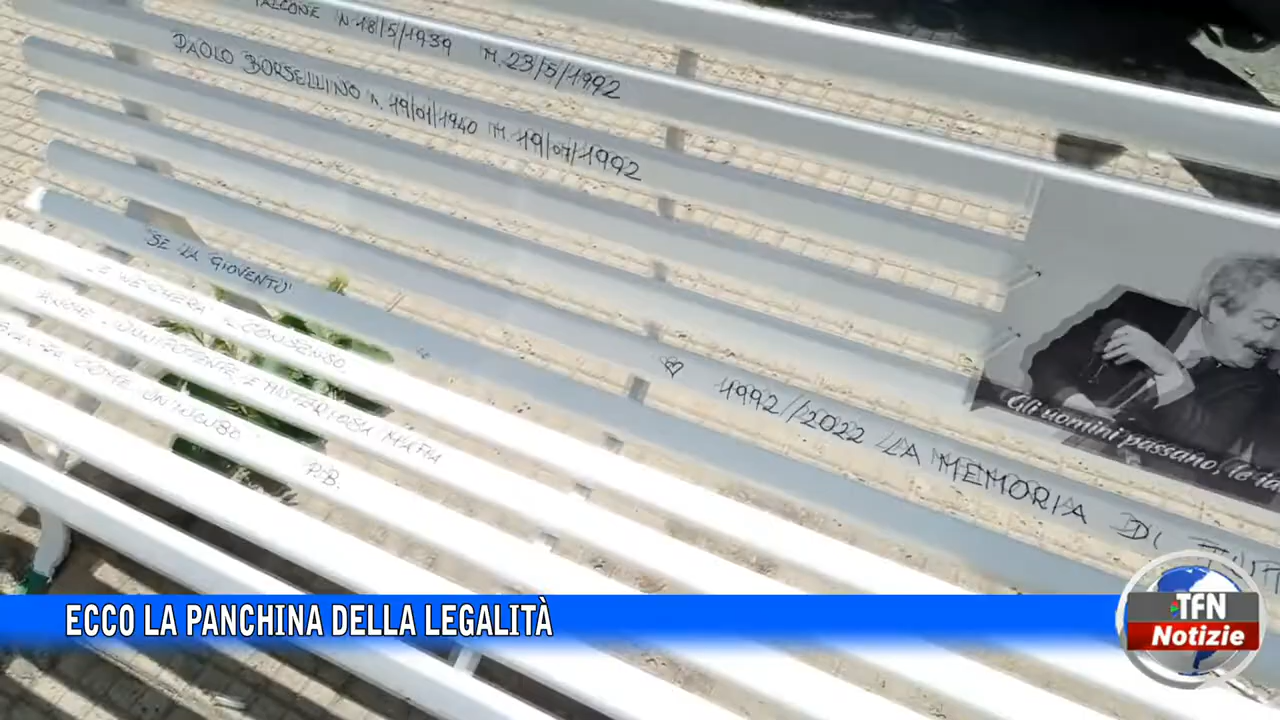 FALCONE N 18/5/1939 M. 23/5/1992
PAOLO BORSELLINO N. 19/01/1940 M. 19/07/1992
"SE LA GIOVENTÙ"
LE NEGHERÀ IL CONSENSO,
ANCHE L'ONNIPOTENTE E MISTERIOSA MAFIA
SVANIRÀ COME UN INCUBO"
P.B.
1992//2022 LA MEMORIA DI TUTT
Gli uomini passano, le id
ECCO LA PANCHINA DELLA LEGALITÀ
TFN
Notizie